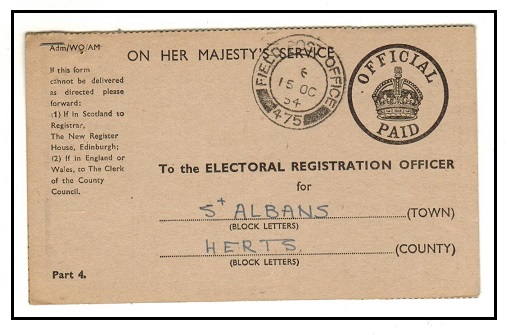 Adm/WO/AM
ON HER MAJESTY'S SERVICE
If this form
cannot be delivered
as directed please
forward:
(1) If in Scotland to
Registrar,
The New Register
House, Edinburgh;
(2) If in England or
Wales, to The Clerk
of the County
Council.
FIELD POST OFFICE
6
15 OC
54
475
OFFICIAL
PAID
To the ELECTORAL REGISTRATION OFFICER
for
St ALBANS (TOWN)
(BLOCK LETTERS)
HERTS (COUNTY)
(BLOCK LETTERS)
Part 4.